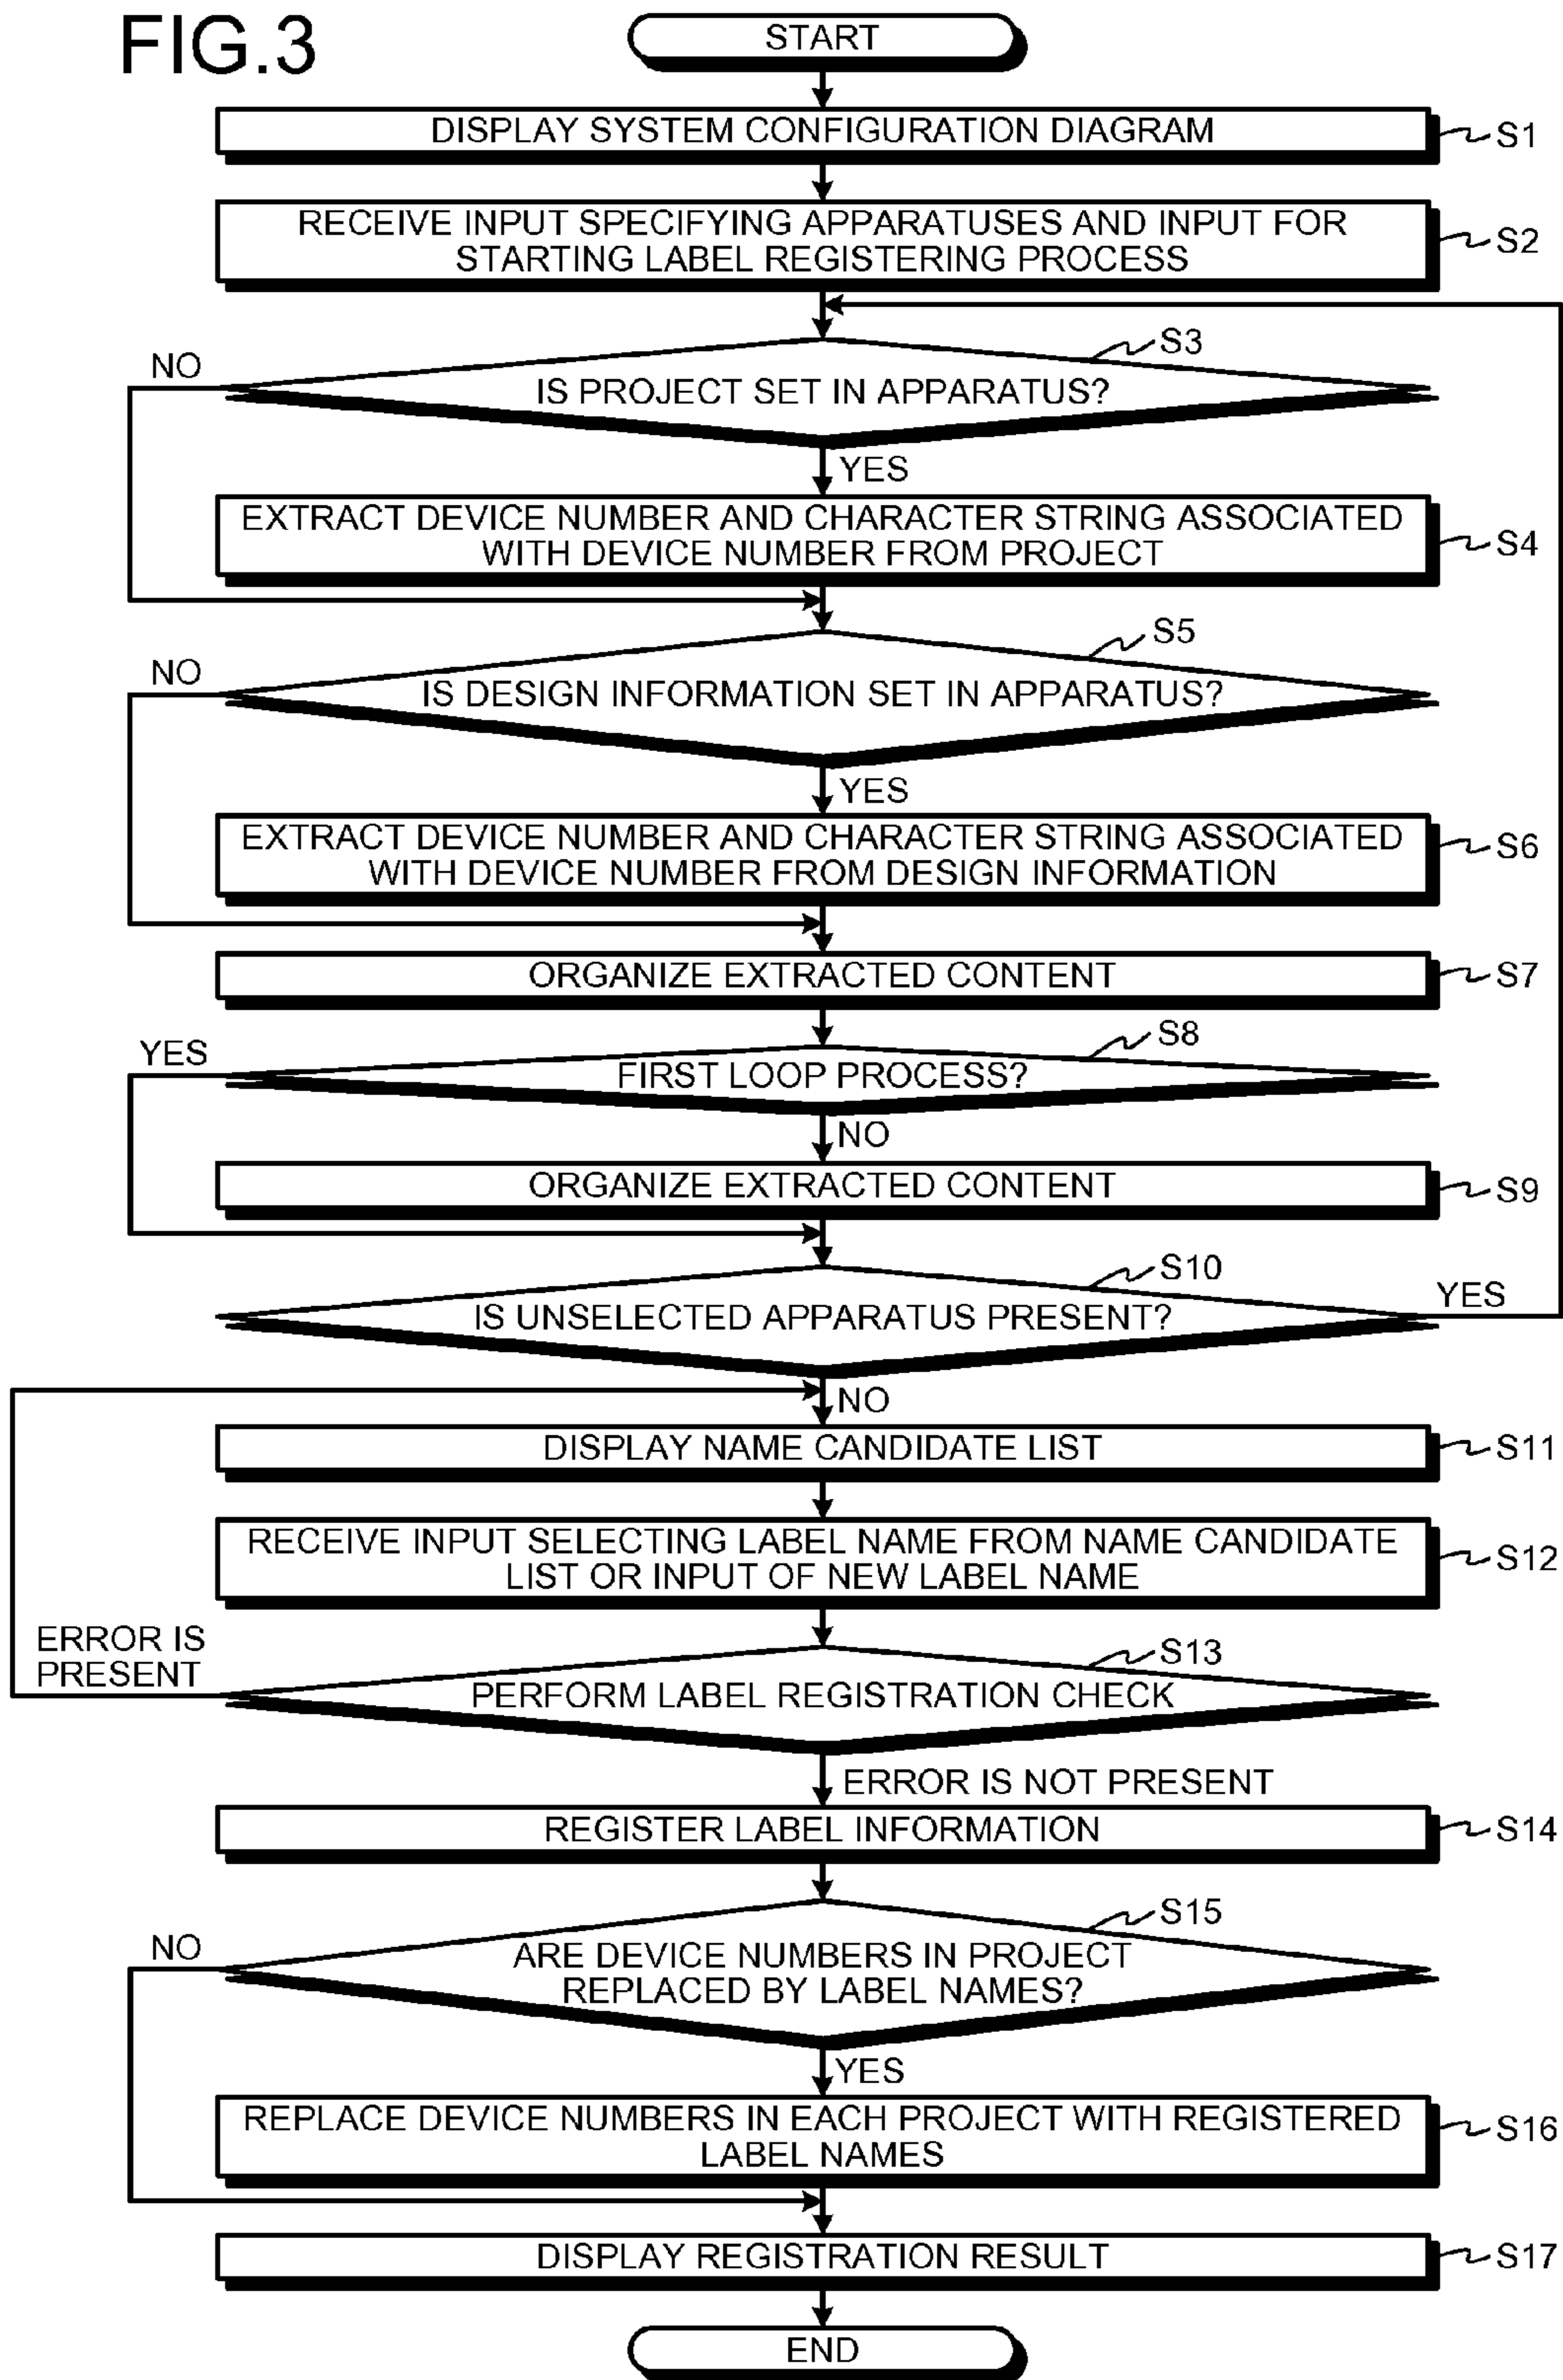 FIG.3
START
DISPLAY SYSTEM CONFIGURATION DIAGRAM
S1
RECEIVE INPUT SPECIFYING APPARATUSES AND INPUT FOR
STARTING LABEL REGISTERING PROCESS
S2
S3
NO
IS PROJECT SET IN APPARATUS?
YES
EXTRACT DEVICE NUMBER AND CHARACTER STRING ASSOCIATED
WITH DEVICE NUMBER FROM PROJECT
S4
S5
NO
IS DESIGN INFORMATION SET IN APPARATUS?
YES
EXTRACT DEVICE NUMBER AND CHARACTER STRING ASSOCIATED
WITH DEVICE NUMBER FROM DESIGN INFORMATION
S6
ORGANIZE EXTRACTED CONTENT
S7
S8
YES
FIRST LOOP PROCESS?
NO
ORGANIZE EXTRACTED CONTENT
S9
S10
YES
IS UNSELECTED APPARATUS PRESENT?
NO
DISPLAY NAME CANDIDATE LIST
S11
RECEIVE INPUT SELECTING LABEL NAME FROM NAME CANDIDATE
LIST OR INPUT OF NEW LABEL NAME
S12
ERROR IS
PRESENT
S13
PERFORM LABEL REGISTRATION CHECK
ERROR IS NOT PRESENT
REGISTER LABEL INFORMATION
S14
S15
NO
ARE DEVICE NUMBERS IN PROJECT
REPLACED BY LABEL NAMES?
YES
REPLACE DEVICE NUMBERS IN EACH PROJECT WITH REGISTERED
LABEL NAMES
S16
DISPLAY REGISTRATION RESULT
S17
END